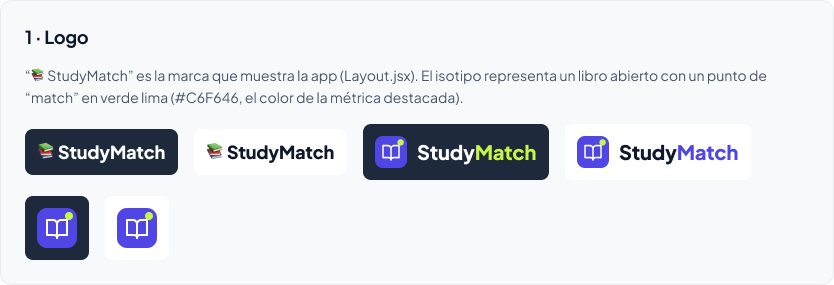 1 · Logo
“📚 StudyMatch” es la marca que muestra la app (Layout.jsx). El isotipo representa un libro abierto con un punto de
“match” en verde lima (#C6F646, el color de la métrica destacada).
📚 StudyMatch
📚 StudyMatch
StudyMatch
StudyMatch